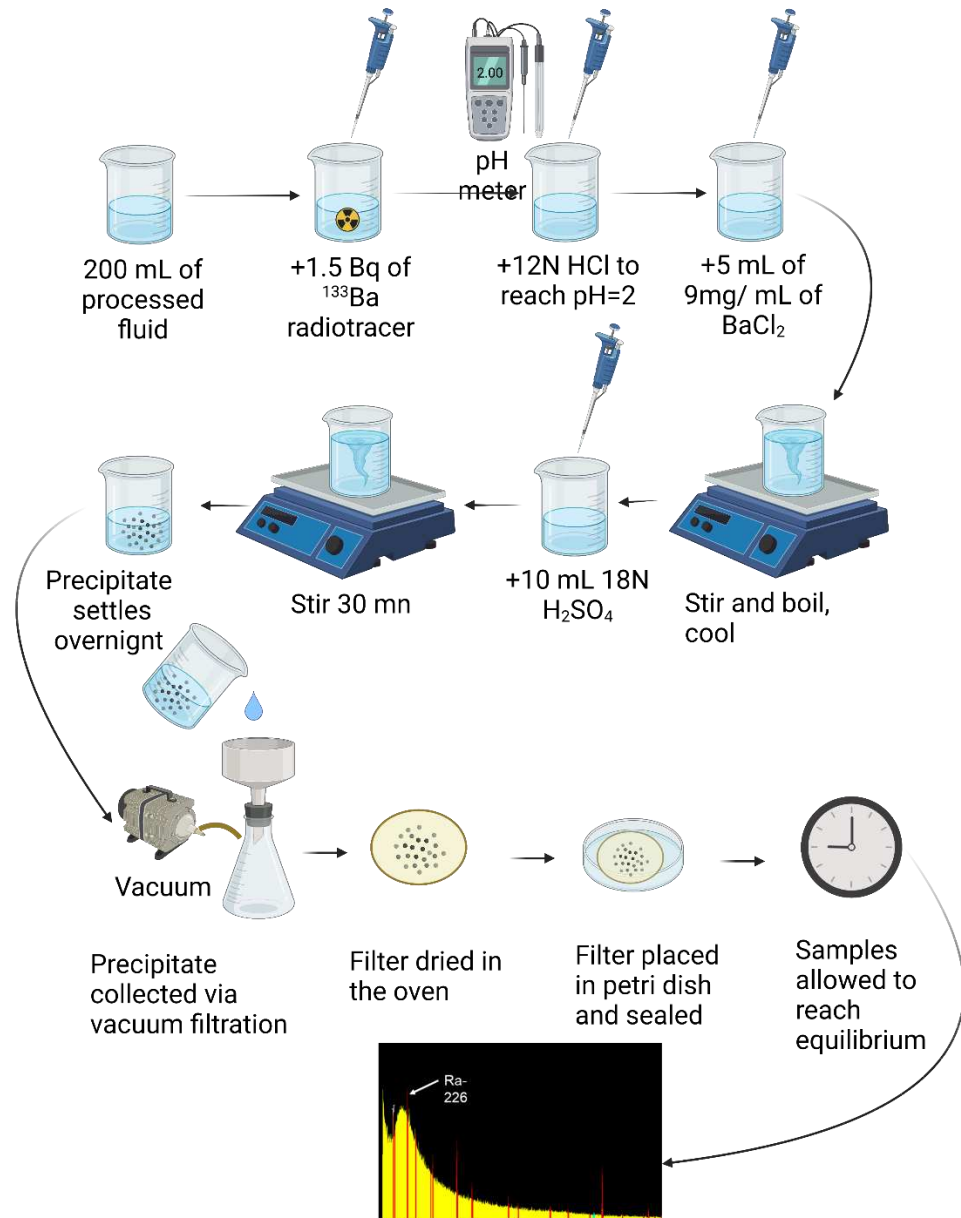 2.00
pH
meter
200 mL of
processed
fluid
+1.5 Bq of
¹³³Ba
radiotracer
+12N HCl to
reach pH=2
+5 mL of
9mg/ mL of
BaCl₂
Stir and boil,
cool
+10 mL 18N
H₂SO₄
Stir 30 mn
Precipitate
settles
overnignt
Vacuum
Precipitate
collected via
vacuum filtration
Filter dried in
the oven
Filter placed
in petri dish
and sealed
Samples
allowed to
reach
equilibrium
Ra-
226